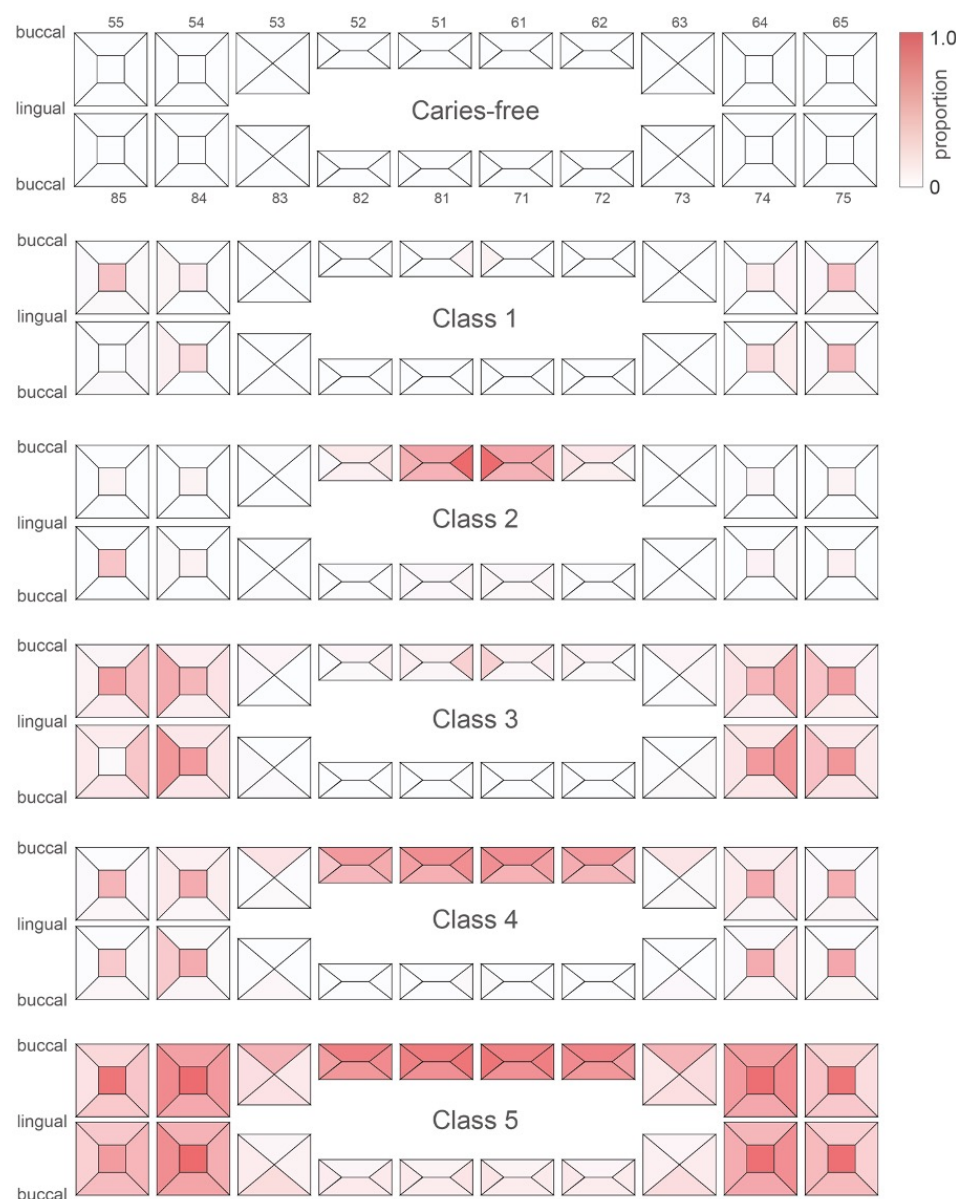 55 54 53 52 51 61 62 63 64 65
buccal
1.0
lingual
Caries-free
proportion
buccal
0
85 84 83 82 81 71 72 73 74 75
buccal
lingual
Class 1
buccal
buccal
lingual
Class 2
buccal
buccal
lingual
Class 3
buccal
buccal
lingual
Class 4
buccal
buccal
lingual
Class 5
buccal